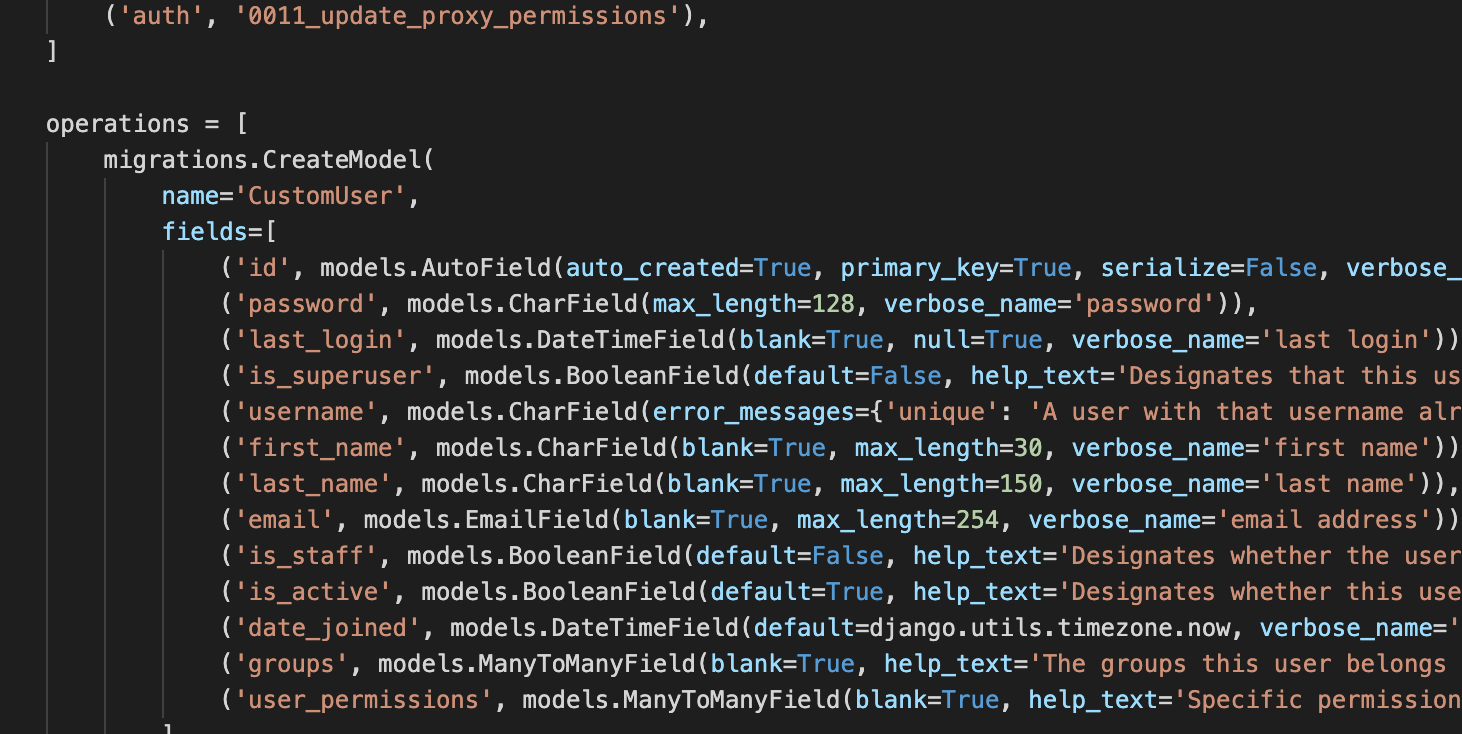 ('auth', '0011_update_proxy_permissions'),
]
operations = [
migrations.CreateModel(
name='CustomUser',
fields=[
('id', models.AutoField(auto_created=True, primary_key=True, serialize=False, verbose_
('password', models.CharField(max_length=128, verbose_name='password')),
('last_login', models.DateTimeField(blank=True, null=True, verbose_name='last login'))
('is_superuser', models.BooleanField(default=False, help_text='Designates that this us
('username', models.CharField(error_messages={'unique': 'A user with that username alr
('first_name', models.CharField(blank=True, max_length=30, verbose_name='first name'))
('last_name', models.CharField(blank=True, max_length=150, verbose_name='last name')),
('email', models.EmailField(blank=True, max_length=254, verbose_name='email address'))
('is_staff', models.BooleanField(default=False, help_text='Designates whether the user
('is_active', models.BooleanField(default=True, help_text='Designates whether this use
('date_joined', models.DateTimeField(default=django.utils.timezone.now, verbose_name='
('groups', models.ManyToManyField(blank=True, help_text='The groups this user belongs
('user_permissions', models.ManyToManyField(blank=True, help_text='Specific permission
]